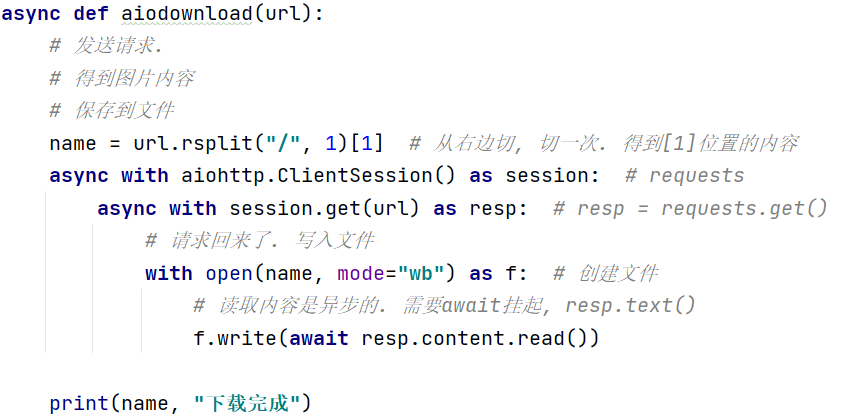 async def aiodownload(url):
    # 发送请求.
    # 得到图片内容
    # 保存到文件
    name = url.rsplit("/", 1)[1]  # 从右边切, 切一次. 得到[1]位置的内容
    async with aiohttp.ClientSession() as session:  # requests
        async with session.get(url) as resp:  # resp = requests.get()
            # 请求回来了. 写入文件
            with open(name, mode="wb") as f:  # 创建文件
                # 读取内容是异步的. 需要await挂起, resp.text()
                f.write(await resp.content.read())
    print(name, "下载完成")